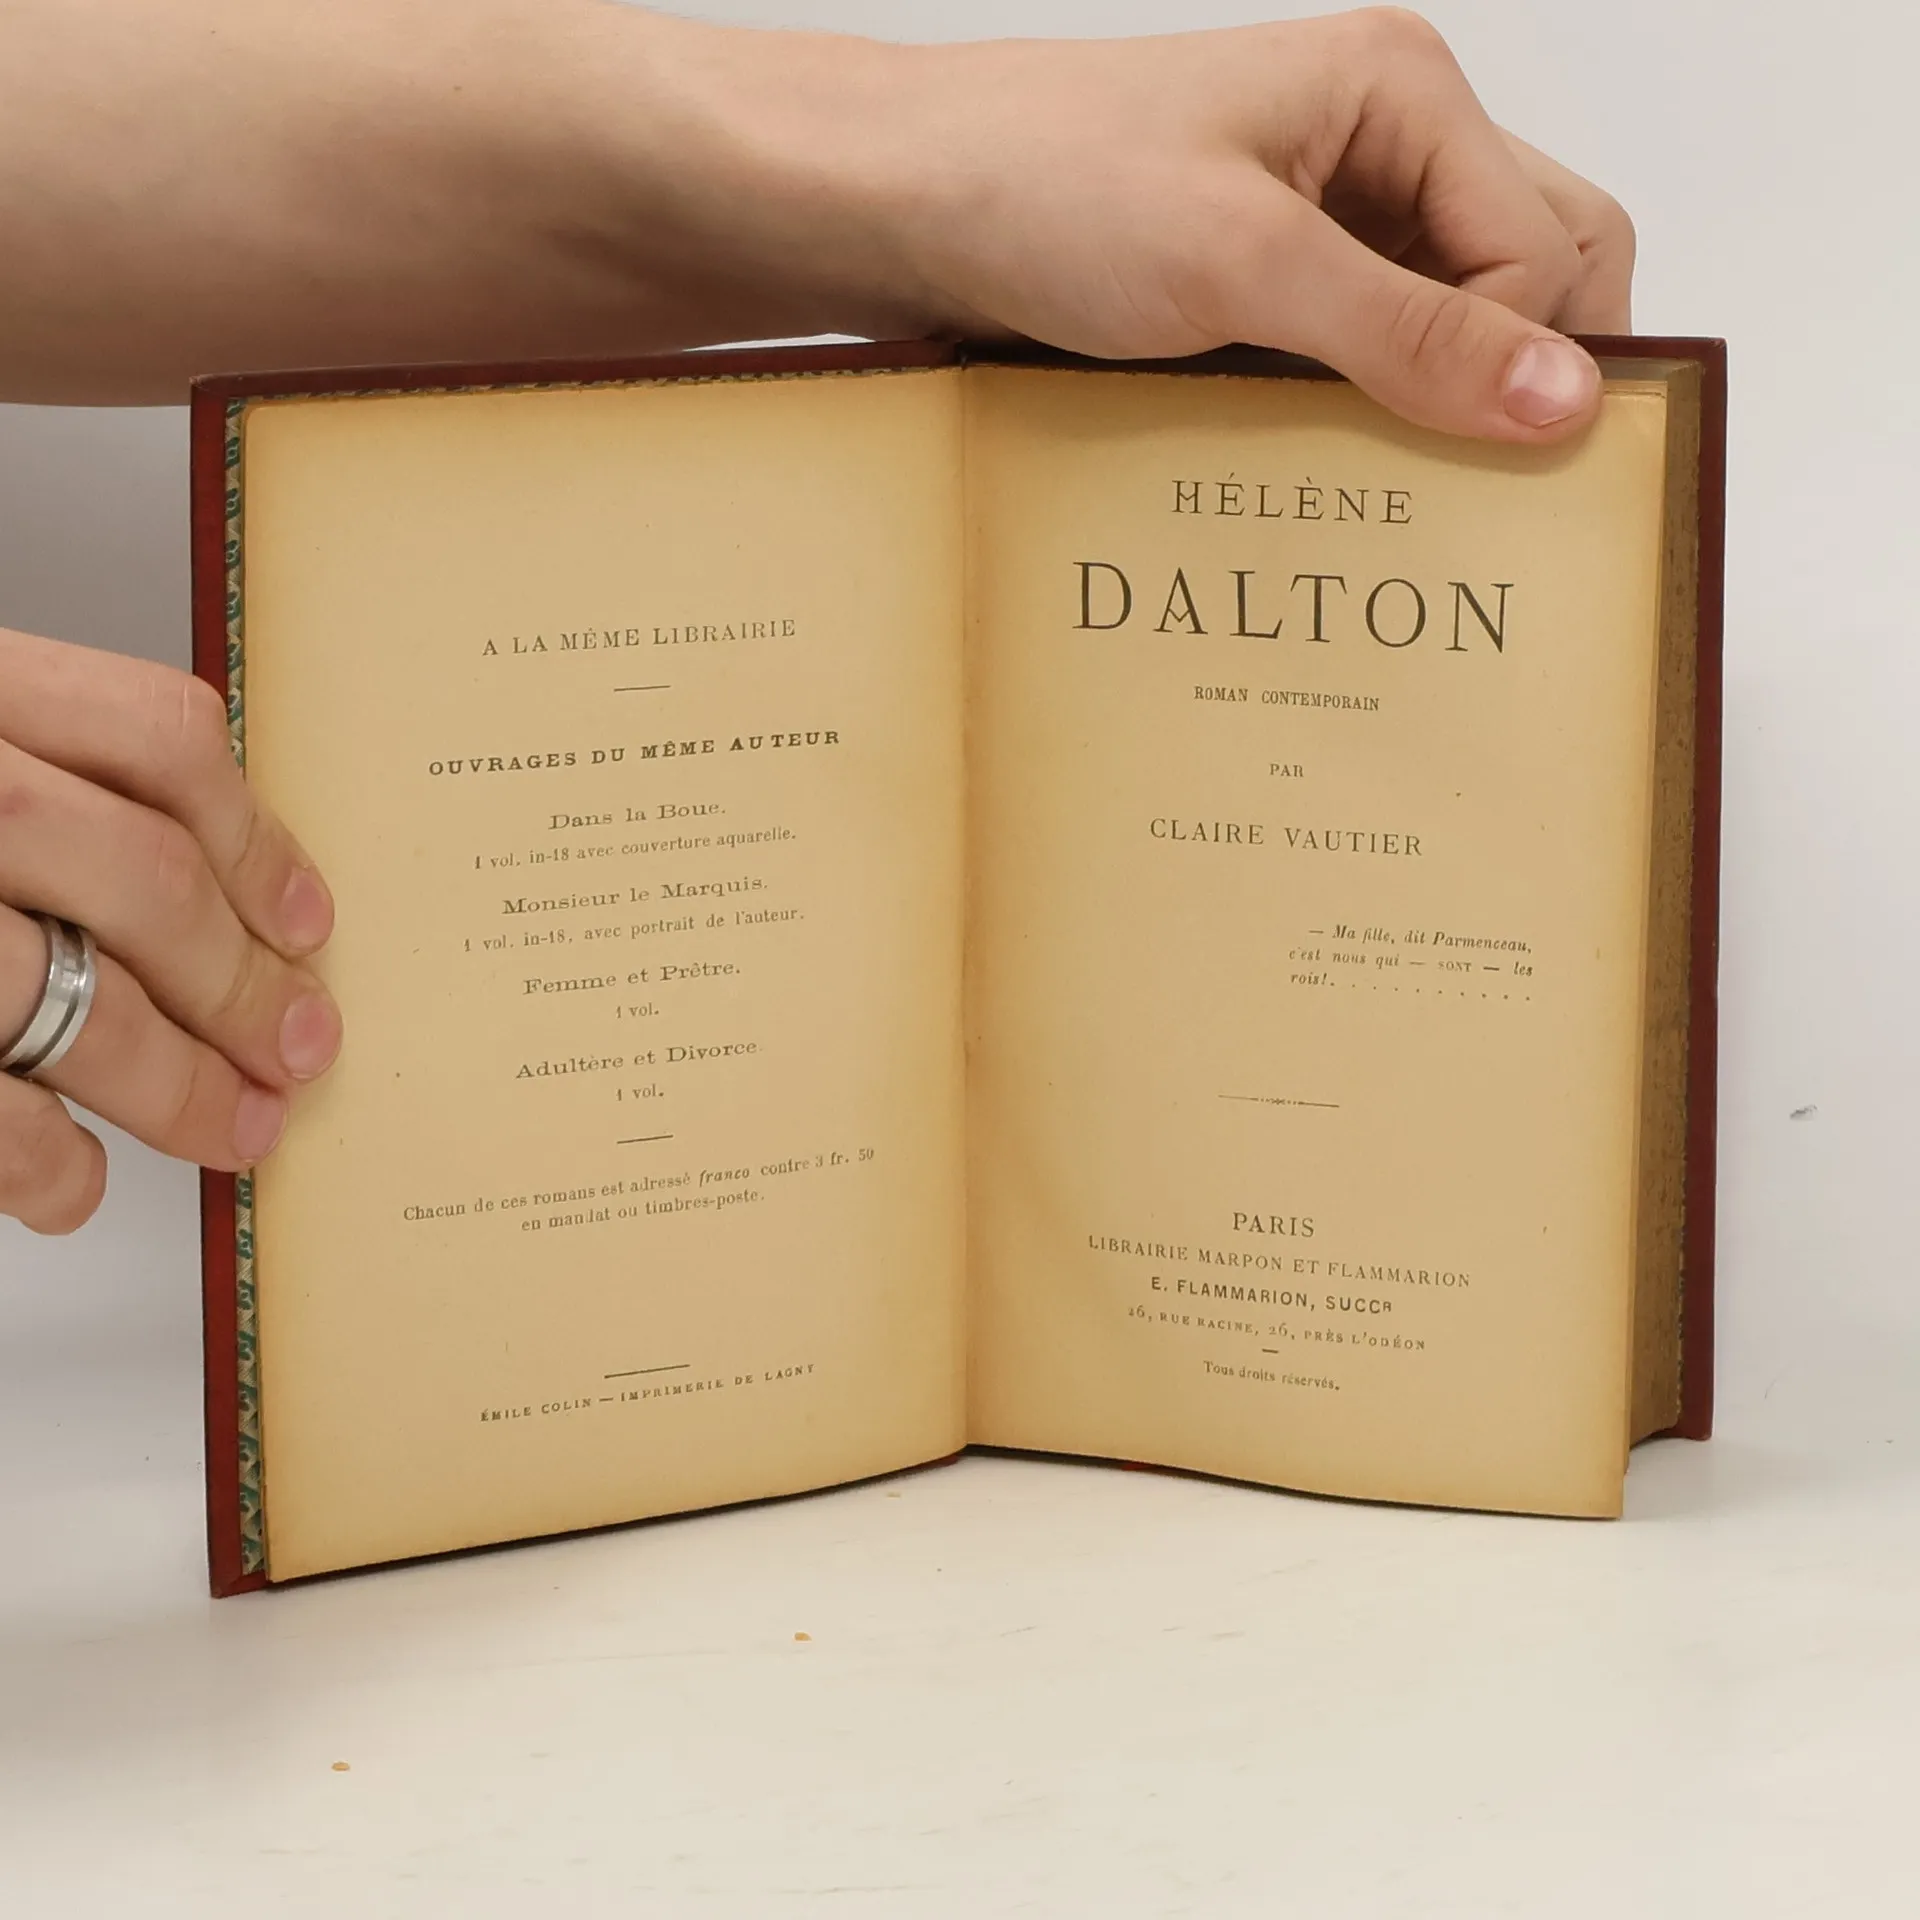 A LA MÊME LIBRAIRIE
OUVRAGES DU MÊME AUTEUR
Dans la Boue.
1 vol. in-18 avec couverture aquarelle.
Monsieur le Marquis.
1 vol. in-18, avec portrait de l'auteur.
Femme et Prêtre.
1 vol.
Adultère et Divorce.
1 vol.
Chacun de ces romans est adressé franco contre 3 fr. 50
en mandat ou timbres-poste.
ÉMILE COLIN — IMPRIMERIE DE LAGNY
HÉLÈNE
DALTON
ROMAN CONTEMPORAIN
PAR
CLAIRE VAUTIER
— Ma fille, dit Parmenceau,
c'est nous qui — SONT — les
rois! . . . . . . . . . .
PARIS
LIBRAIRIE MARPON ET FLAMMARION
E. FLAMMARION, SUCCR
26, RUE RACINE, 26, PRÈS L'ODÉON
Tous droits réservés.